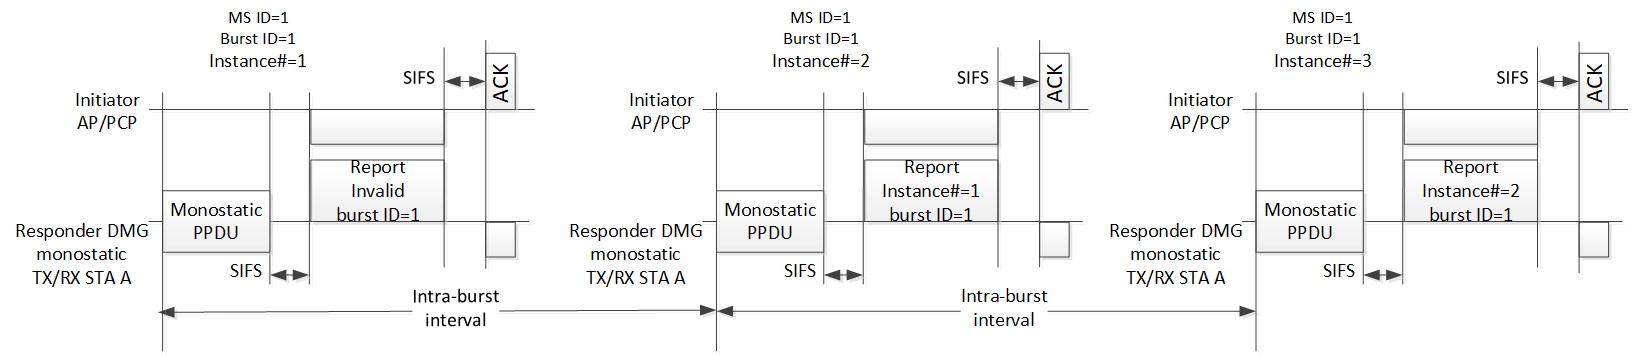 MS ID=1
Burst ID=1
Instance#=1
SIFS
ACK
Initiator
AP/PCP
Report
Invalid
burst ID=1
Monostatic
PPDU
Responder DMG
monostatic
TX/RX STA A
SIFS
Intra-burst
interval
MS ID=1
Burst ID=1
Instance#=2
SIFS
ACK
Initiator
AP/PCP
Report
Instance#=1
burst ID=1
Monostatic
PPDU
Responder DMG
monostatic
TX/RX STA A
SIFS
Intra-burst
interval
MS ID=1
Burst ID=1
Instance#=3
SIFS
ACK
Initiator
AP/PCP
Report
Instance#=2
burst ID=1
Monostatic
PPDU
Responder DMG
monostatic
TX/RX STA A
SIFS